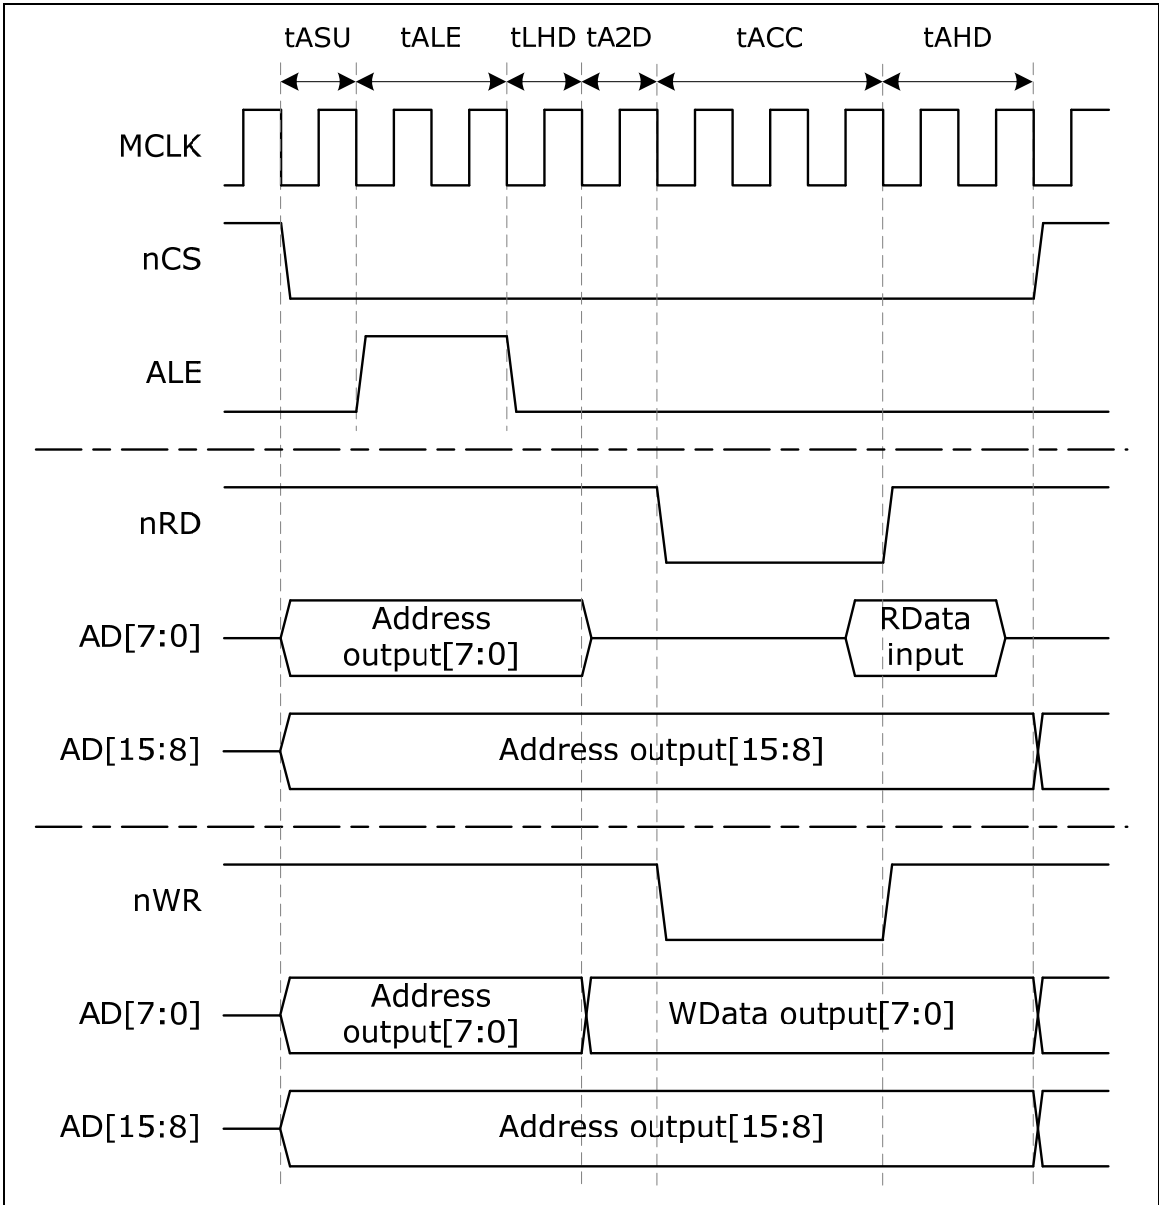 tASU tALE tLHD tA2D tACC tAHD
MCLK
nCS
ALE
nRD
AD[7:0]
Address
output[7:0]
RData
input
AD[15:8]
Address output[15:8]
nWR
AD[7:0]
Address
output[7:0]
WData output[7:0]
AD[15:8]
Address output[15:8]